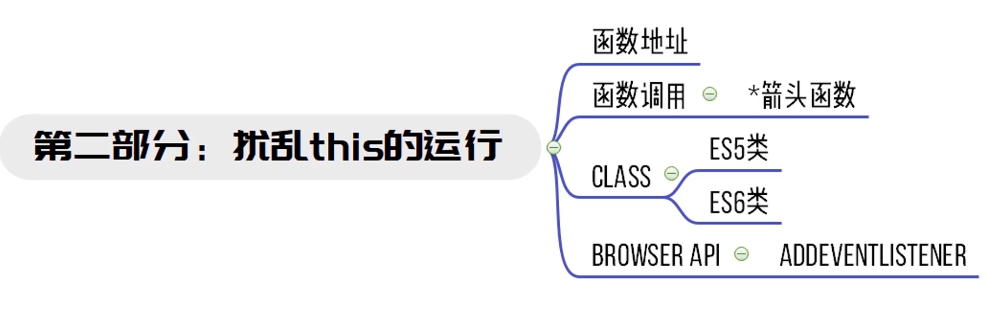 第二部分：扰乱this的运行
函数地址
函数调用
*箭头函数
CLASS
ES5类
ES6类
BROWSER API
ADDEVENTLISTENER